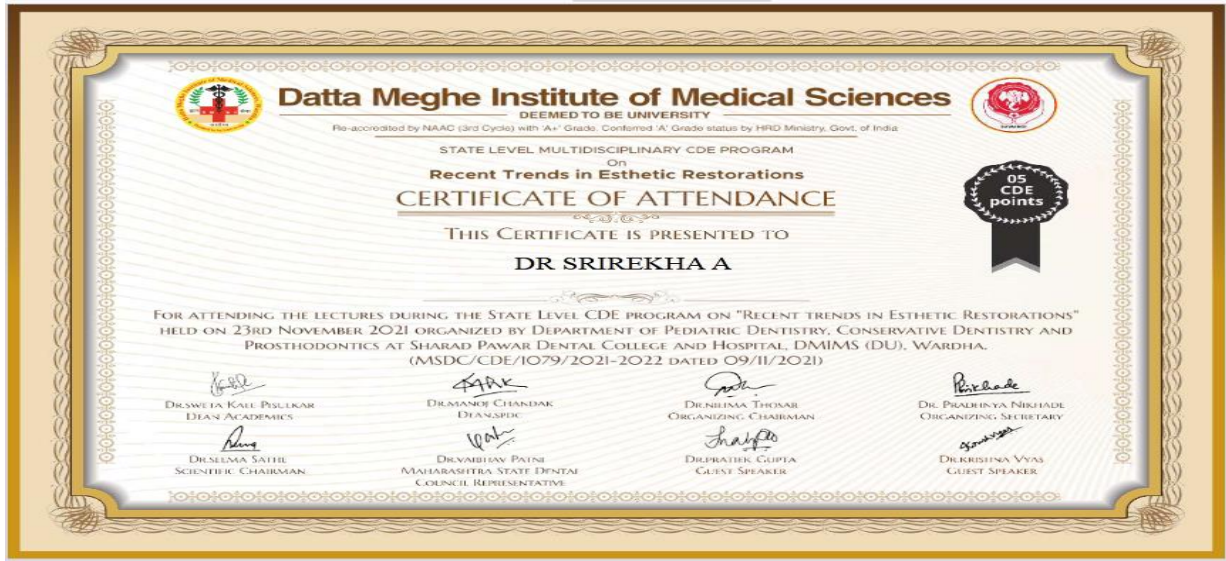 Datta Meghe Institute of Medical Sciences
DEEMED TO BE UNIVERSITY
Re-accredited by NAAC (3rd Cycle) with 'A+' Grade, Conferred 'A' Grade status by HRD Ministry, Govt. of India
STATE LEVEL MULTIDISCIPLINARY CDE PROGRAM
On
Recent Trends in Esthetic Restorations
CERTIFICATE OF ATTENDANCE
05
CDE
points
THIS CERTIFICATE IS PRESENTED TO
DR SRIREKHA A
FOR ATTENDING THE LECTURES DURING THE STATE LEVEL CDE PROGRAM ON "RECENT TRENDS IN ESTHETIC RESTORATIONS"
HELD ON 23RD NOVEMBER 2021 ORGANIZED BY DEPARTMENT OF PEDIATRIC DENTISTRY, CONSERVATIVE DENTISTRY AND
PROSTHODONTICS AT SHARAD PAWAR DENTAL COLLEGE AND HOSPITAL, DMIMS (DU), WARDHA.
(MSDC/CDE/1079/2021-2022 DATED 09/11/2021)
DR.SWETA KALE PISULKAR
DEAN ACADEMICS
DR.MANOJ CHANDAK
DEAN,SPDC
DR.NILIMA THOSAR
ORGANIZING CHAIRMAN
DR. PRADHNYA NIKHADE
ORGANIZING SECRETARY
DR.SEEMA SATHE
SCIENTIFIC CHAIRMAN
DR.VAIBHAV PATNI
MAHARASHTRA STATE DENTAL
COUNCIL REPRESENTATIVE
DR.PRATIEK GUPTA
GUEST SPEAKER
DR.KRISHNA VYAS
GUEST SPEAKER